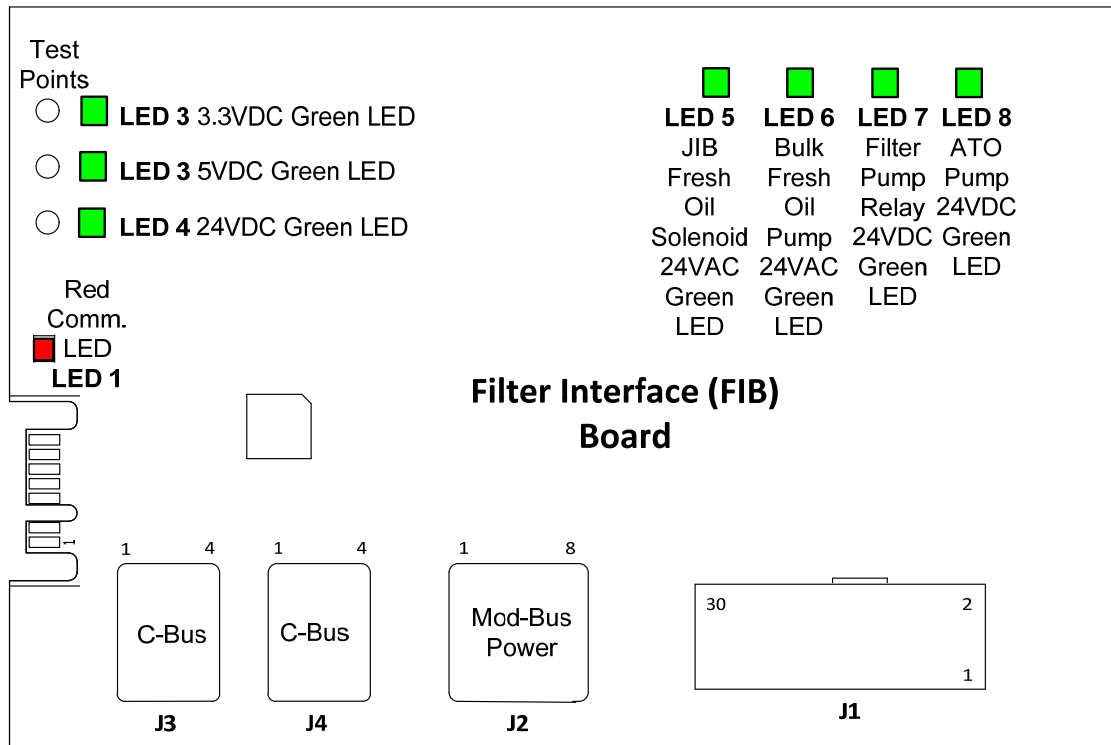 Test
Points
LED 3 3.3VDC Green LED
LED 3 5VDC Green LED
LED 4 24VDC Green LED
Red
Comm.
LED
LED 1
LED 5
JIB
Fresh
Oil
Solenoid
24VAC
Green
LED
LED 6
Bulk
Fresh
Oil
Pump
24VAC
Green
LED
LED 7
Filter
Pump
Relay
24VDC
Green
LED
LED 8
ATO
Pump
24VDC
Green
LED
Filter Interface (FIB)
Board
1
1 4
C-Bus
J3
1 4
C-Bus
J4
1 8
Mod-Bus
Power
J2
30 2
1
J1